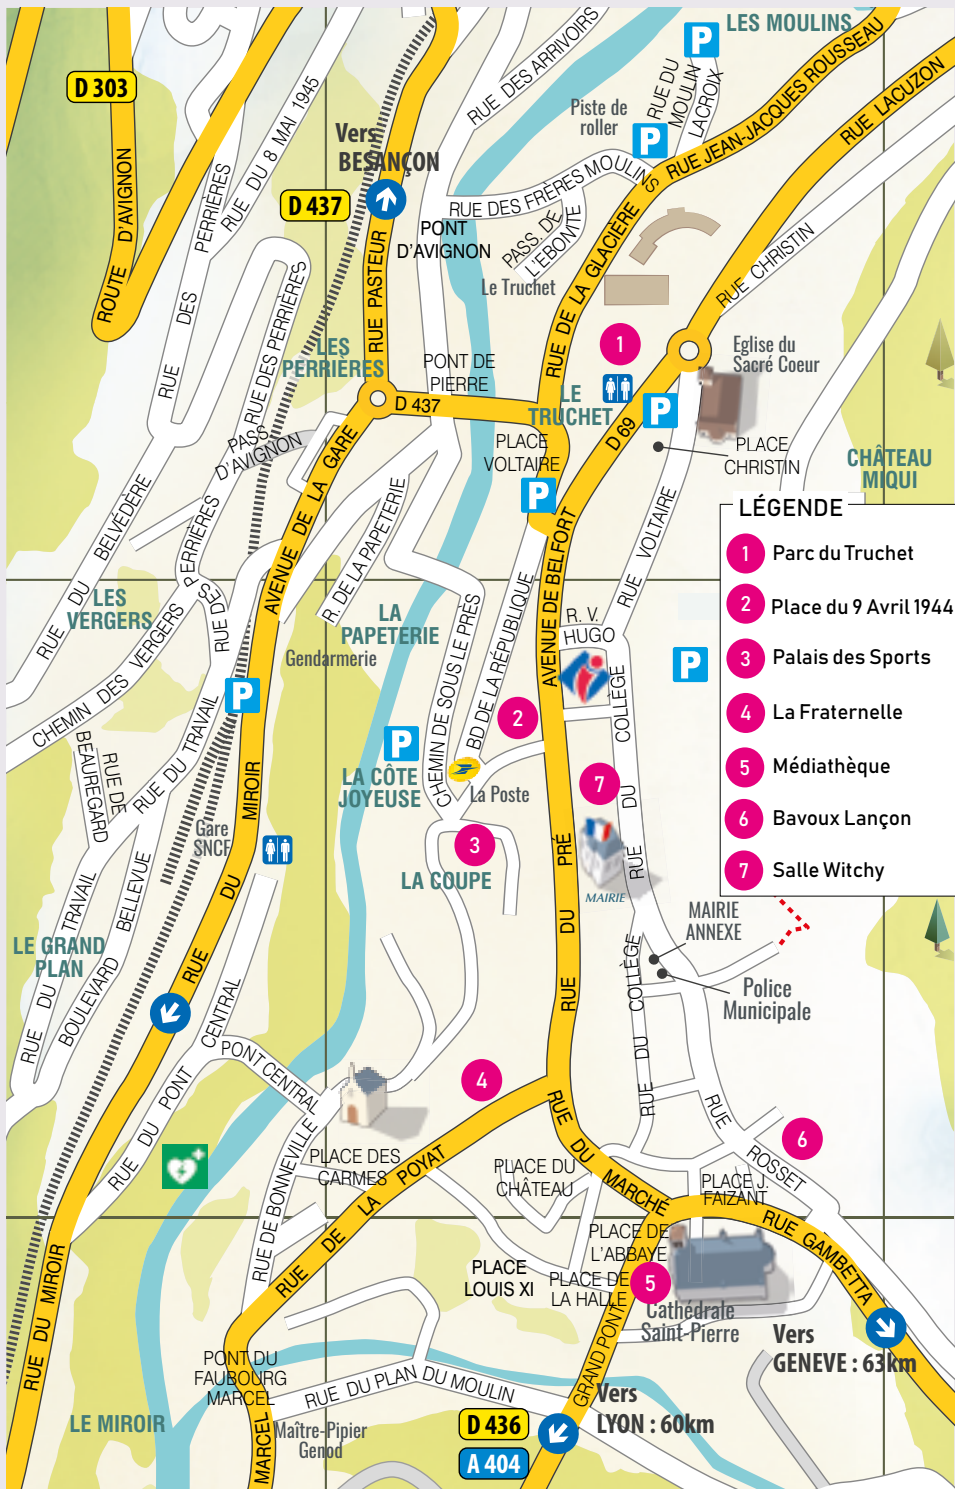 LES MOULINS
P
D 303
RUE DU 8 MAI 1945
RUE DES ARRIVOIRS
RUE DU
MOULIN
LACROIX
RUE JEAN-JACQUES ROUSSEAU
RUE LACUZON
Piste de
roller
P
Vers
BESANÇON
D 437
ROUTE D'AVIGNON
RUE DES PERRIÈRES
RUE PASTEUR
PONT
D'AVIGNON
RUE DES FRÈRES MOULINS
PASS. DE
L'EBOMTE
Le Truchet
RUE DE LA GLACIÈRE
RUE CHRISTIN
RUE DES PERRIÈRES
LES
PERRIÈRES
PONT DE
PIERRE
1
Eglise du
Sacré Coeur
D 437
LE
TRUCHET
P
D 69
PASS.
D'AVIGNON
PLACE
VOLTAIRE
PLACE
CHRISTIN
CHÂTEAU
MIQUI
P
RUE DU BELVÉDÈRE
AVENUE DE LA GARE
R. DE LA PAPETERIE
RUE VOLTAIRE
AVENUE DE BELFORT
LÉGENDE
1 Parc du Truchet
2 Place du 9 Avril 1944
3 Palais des Sports
4 La Fraternelle
5 Médiathèque
6 Bavoux Lançon
7 Salle Witchy
LES
VERGERS
RUE DES PERRIÈRES
CHEMIN DES VERGERS
LA
PAPETERIE
Gendarmerie
CHEMIN DE SOUS LE PRÈS
BD DE LA RÉPUBLIQUE
R. V.
HUGO
P
P
2
P
LA CÔTE
JOYEUSE
La Poste
RUE DE
BEAUREGARD
RUE DU TRAVAIL
Gare
SNCF
3
LA COUPE
7
MAIRIE
RUE DU COLLÈGE
RUE DU PRÉ
MAIRIE
ANNEXE
Police
Municipale
LE GRAND
PLAN
RUE DU TRAVAIL
BOULEVARD BELLEVUE
RUE DU MIROIR
RUE DU PONT CENTRAL
PONT CENTRAL
4
RUE DU COLLÈGE
RUE ROSSET
6
PLACE DES
CARMES
RUE DE BONNEVILLE
RUE DE LA POYAT
PLACE DU
CHÂTEAU
RUE DU MARCHÉ
PLACE J.
FAIZANT
RUE GAMBETTA
PLACE DE
L'ABBAYE
PLACE
LOUIS XI
PLACE DE
LA HALLE
5
Cathédrale
Saint-Pierre
Vers
GENEVE : 63km
RUE DU MIROIR
PONT DU
FAUBOURG
MARCEL
RUE DU PLAN DU MOULIN
GRAND PONT
Vers
LYON : 60km
LE MIROIR
MARCEL
Maître-Pipier
Genod
D 436
A 404